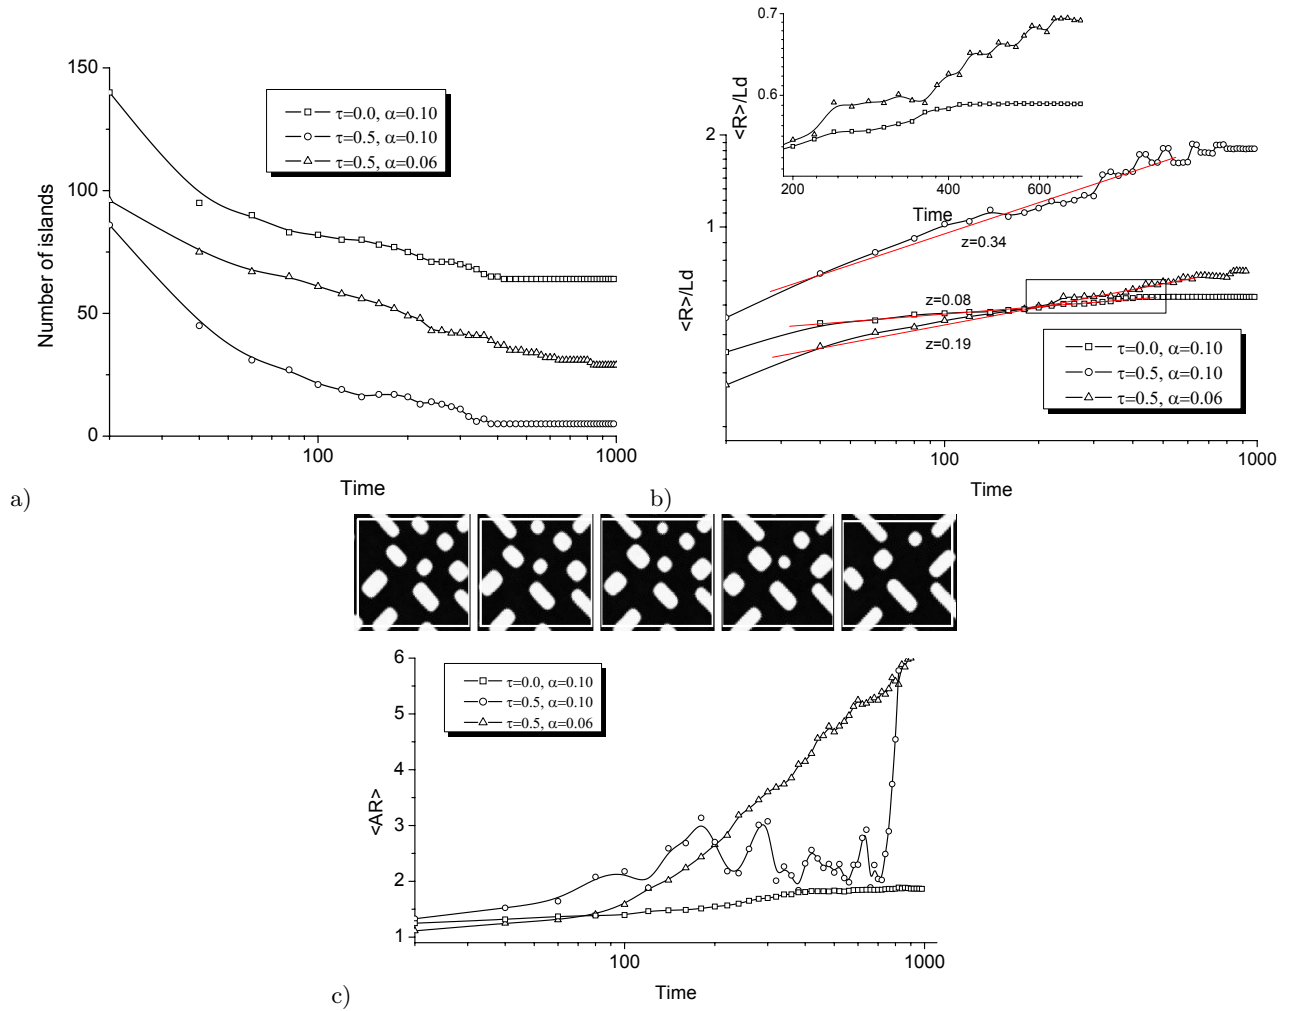 150
100
50
0
Number of islands
τ=0.0, α=0.10
τ=0.5, α=0.10
τ=0.5, α=0.06
100
1000
Time
a)
0.7
0.6
<R>/Ld
200
400
600
Time
2
1
<R>/Ld
z=0.34
z=0.08
z=0.19
τ=0.0, α=0.10
τ=0.5, α=0.10
τ=0.5, α=0.06
100
1000
Time
b)
6
5
4
3
2
1
<AR>
τ=0.0, α=0.10
τ=0.5, α=0.10
τ=0.5, α=0.06
100
1000
Time
c)